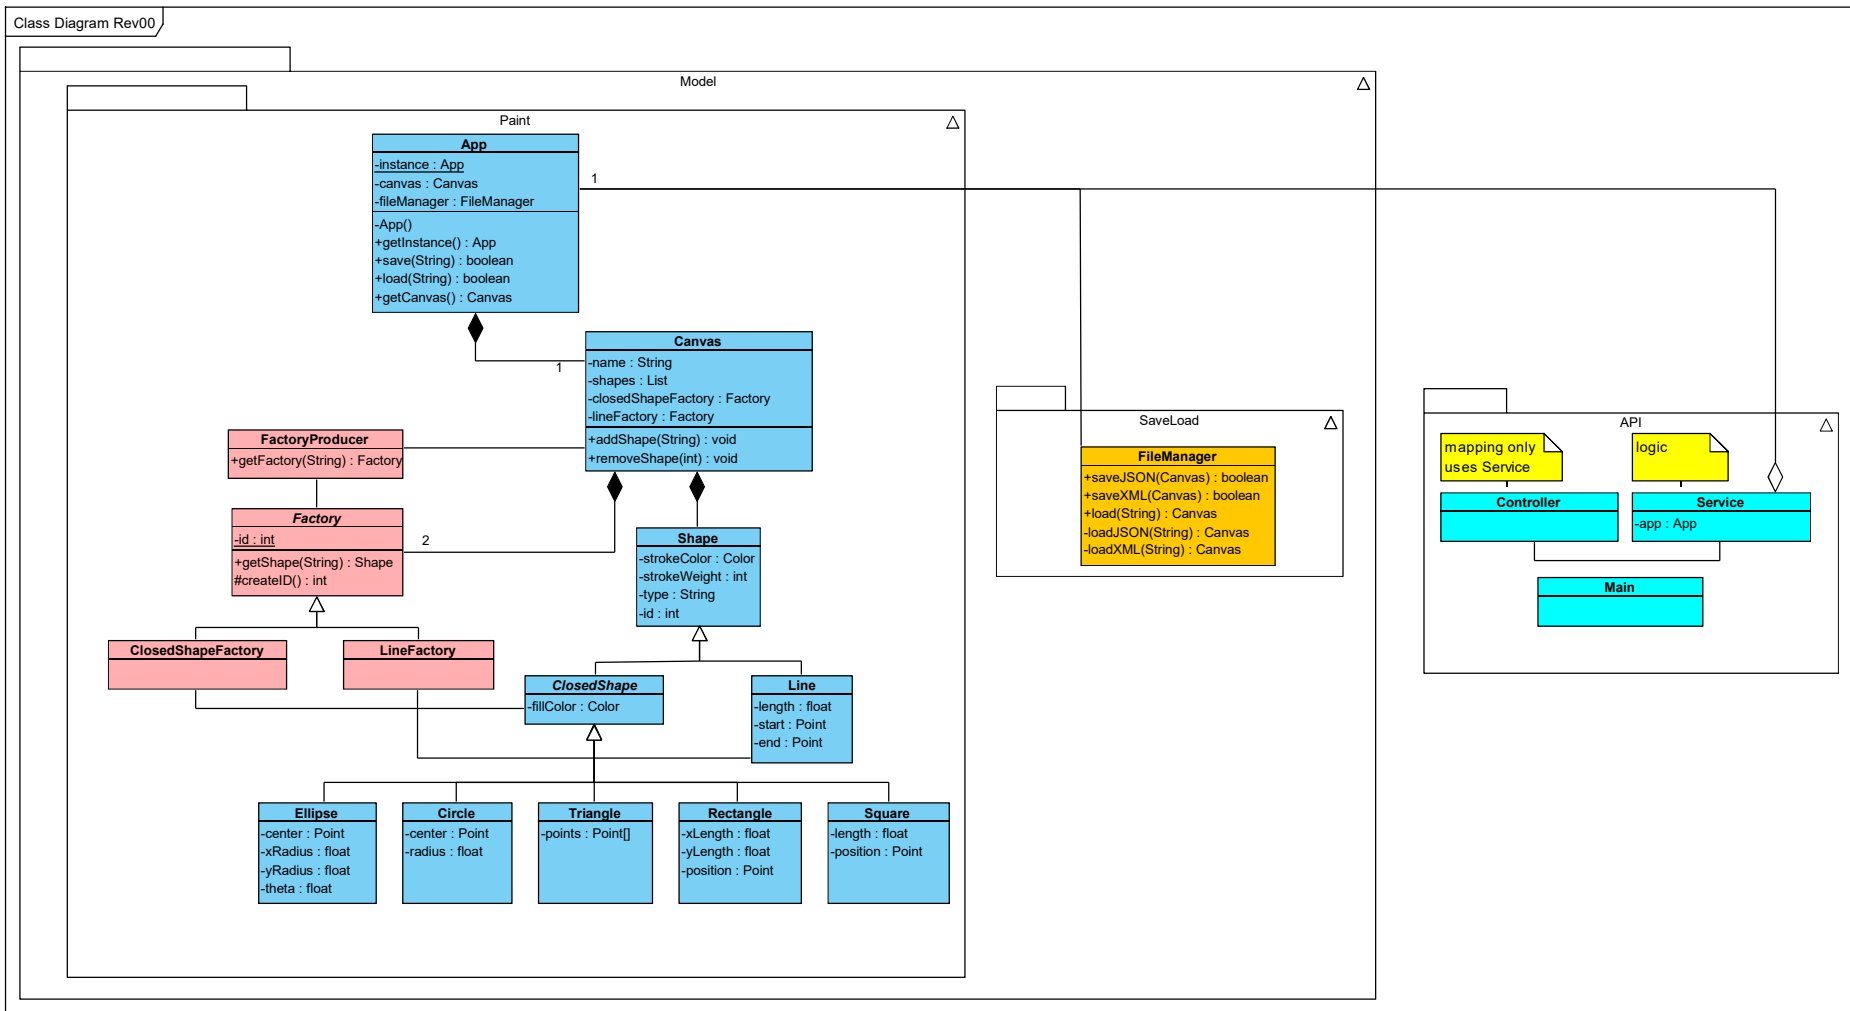 Class Diagram Rev00
Model
Paint
App
-instance : App
-canvas : Canvas
-fileManager : FileManager
-App()
+getInstance() : App
+save(String) : boolean
+load(String) : boolean
+getCanvas() : Canvas
1
1
Canvas
-name : String
-shapes : List
-closedShapeFactory : Factory
-lineFactory : Factory
+addShape(String) : void
+removeShape(int) : void
FactoryProducer
+getFactory(String) : Factory
Factory
-id : int
+getShape(String) : Shape
#createID() : int
2
Shape
-strokeColor : Color
-strokeWeight : int
-type : String
-id : int
ClosedShapeFactory
LineFactory
ClosedShape
-fillColor : Color
Line
-length : float
-start : Point
-end : Point
Ellipse
-center : Point
-xRadius : float
-yRadius : float
-theta : float
Circle
-center : Point
-radius : float
Triangle
-points : Point[]
Rectangle
-xLength : float
-yLength : float
-position : Point
Square
-length : float
-position : Point
SaveLoad
FileManager
+saveJSON(Canvas) : boolean
+saveXML(Canvas) : boolean
+load(String) : Canvas
-loadJSON(String) : Canvas
-loadXML(String) : Canvas
API
mapping only
uses Service
logic
Controller
Service
-app : App
Main